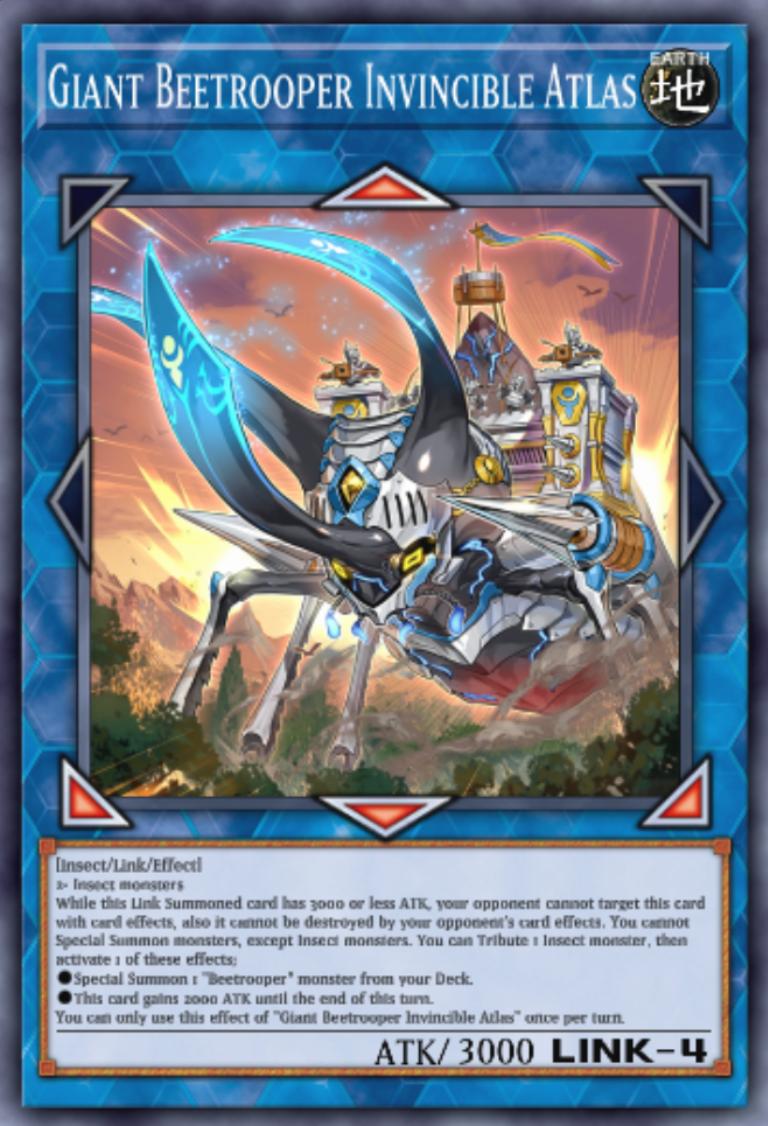 GIANT BEETROOPER INVINCIBLE ATLAS
EARTH
地
[Insect/Link/Effect]
2+ Insect monsters
While this Link Summoned card has 3000 or less ATK, your opponent cannot target this card
with card effects, also it cannot be destroyed by your opponent's card effects. You cannot
Special Summon monsters, except Insect monsters. You can Tribute 1 Insect monster, then
activate 1 of these effects;
●Special Summon 1 "Beetrooper" monster from your Deck.
●This card gains 2000 ATK until the end of this turn.
You can only use this effect of "Giant Beetrooper Invincible Atlas" once per turn.
ATK/ 3000 LINK-4